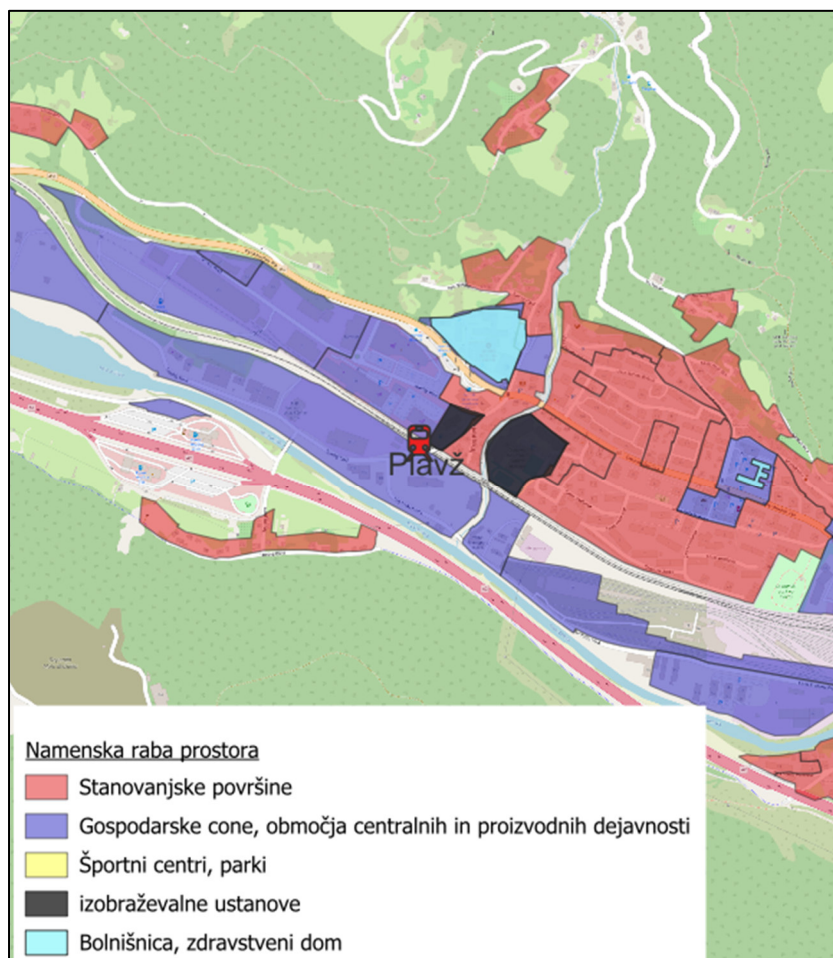 Plavž
Namenska raba prostora
Stanovanjske površine
Gospodarske cone, območja centralnih in proizvodnih dejavnosti
Športni centri, parki
izobraževalne ustanove
Bolnišnica, zdravstveni dom